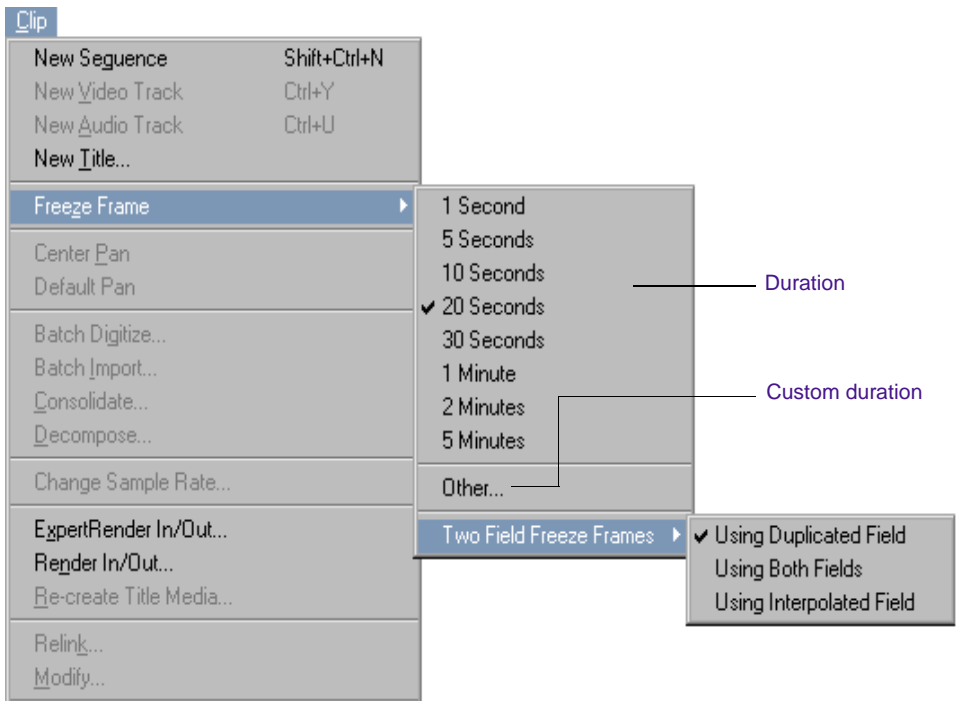 Clip
New Seguence Shift+Ctrl+N
New Video Track Ctrl+Y
New Audio Track Ctrl+U
New Title...
Freeze Frame
Center Pan
Default Pan
Batch Digitize...
Batch Import...
Consolidate...
Decompose...
Change Sample Rate...
ExpertRender In/Out...
Render In/Out...
Re-create Title Media...
Relink...
Modify...
1 Second
5 Seconds
10 Seconds
20 Seconds
30 Seconds
1 Minute
2 Minutes
5 Minutes
Other...
Two Field Freeze Frames
Using Duplicated Field
Using Both Fields
Using Interpolated Field
Duration
Custom duration